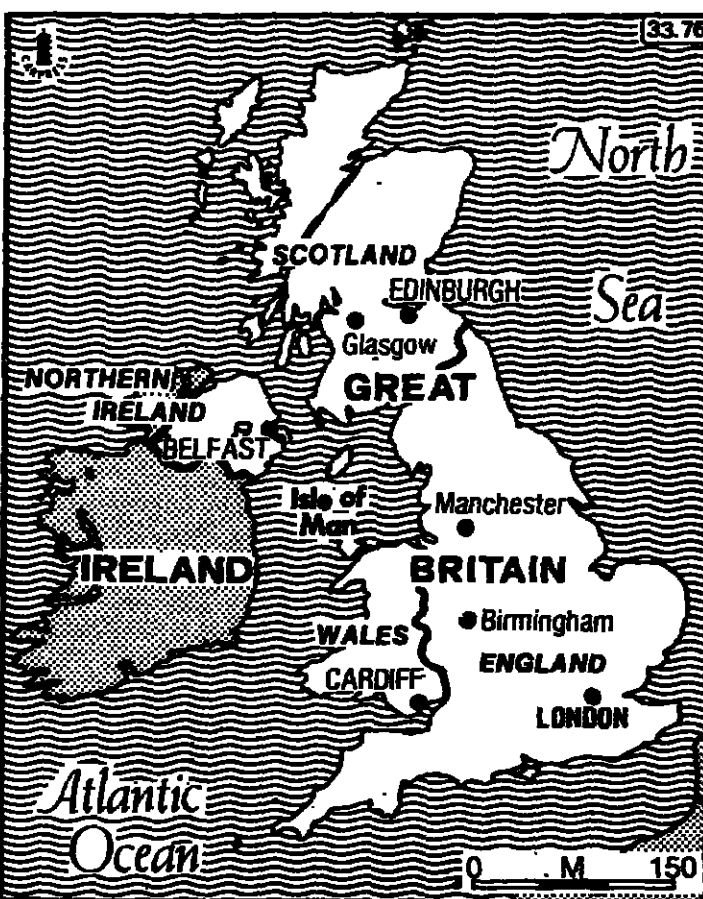 33.76
North
Sea
SCOTLAND
EDINBURGH
Glasgow
GREAT
NORTHERN
IRELAND
BELFAST
Isle of
Man
Manchester
IRELAND
BRITAIN
Birmingham
WALES
ENGLAND
CARDIFF
LONDON
Atlantic
Ocean
0 M 150